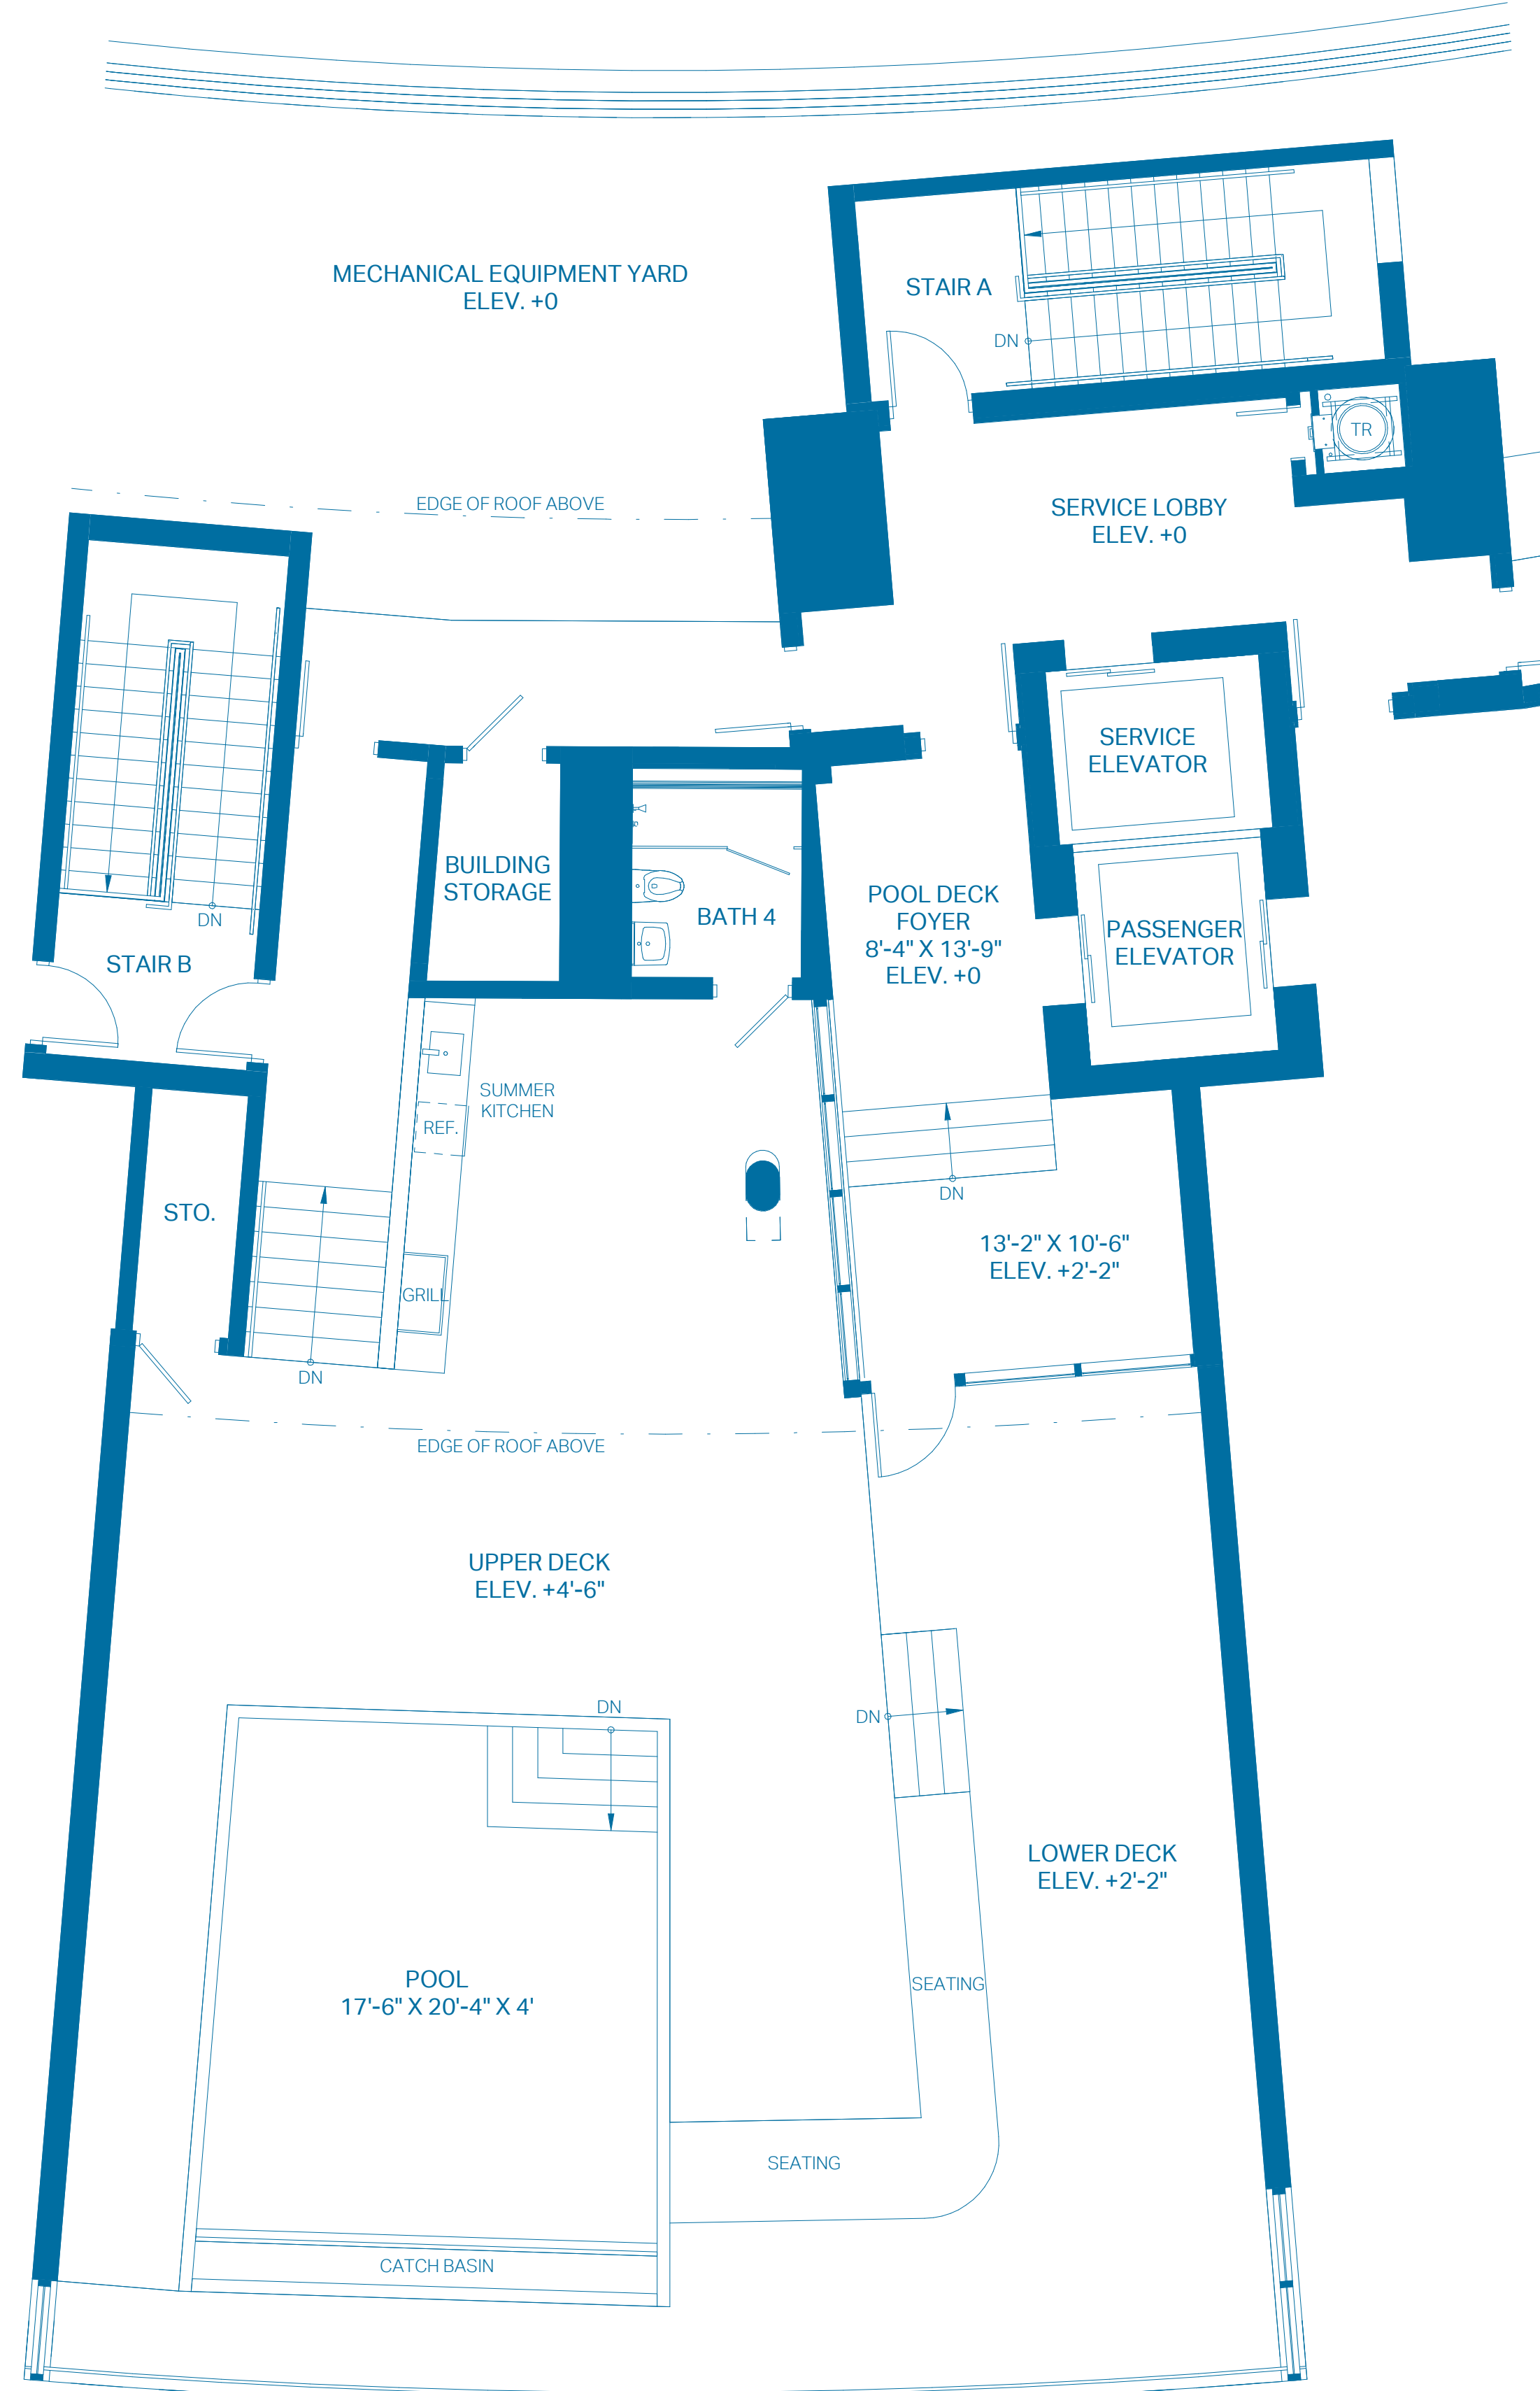 MECHANICAL EQUIPMENT YARD
ELEV. +0
STAIR A
DN
TR
EDGE OF ROOF ABOVE
SERVICE LOBBY
ELEV. +0
SERVICE
ELEVATOR
BUILDING
STORAGE
BATH 4
POOL DECK
FOYER
8'-4" X 13'-9"
ELEV. +0
PASSENGER
ELEVATOR
DN
STAIR B
SUMMER
KITCHEN
REF.
STO.
DN
13'-2" X 10'-6"
ELEV. +2'-2"
GRILL
DN
EDGE OF ROOF ABOVE
UPPER DECK
ELEV. +4'-6"
DN
DN
LOWER DECK
ELEV. +2'-2"
POOL
17'-6" X 20'-4" X 4'
SEATING
SEATING
CATCH BASIN